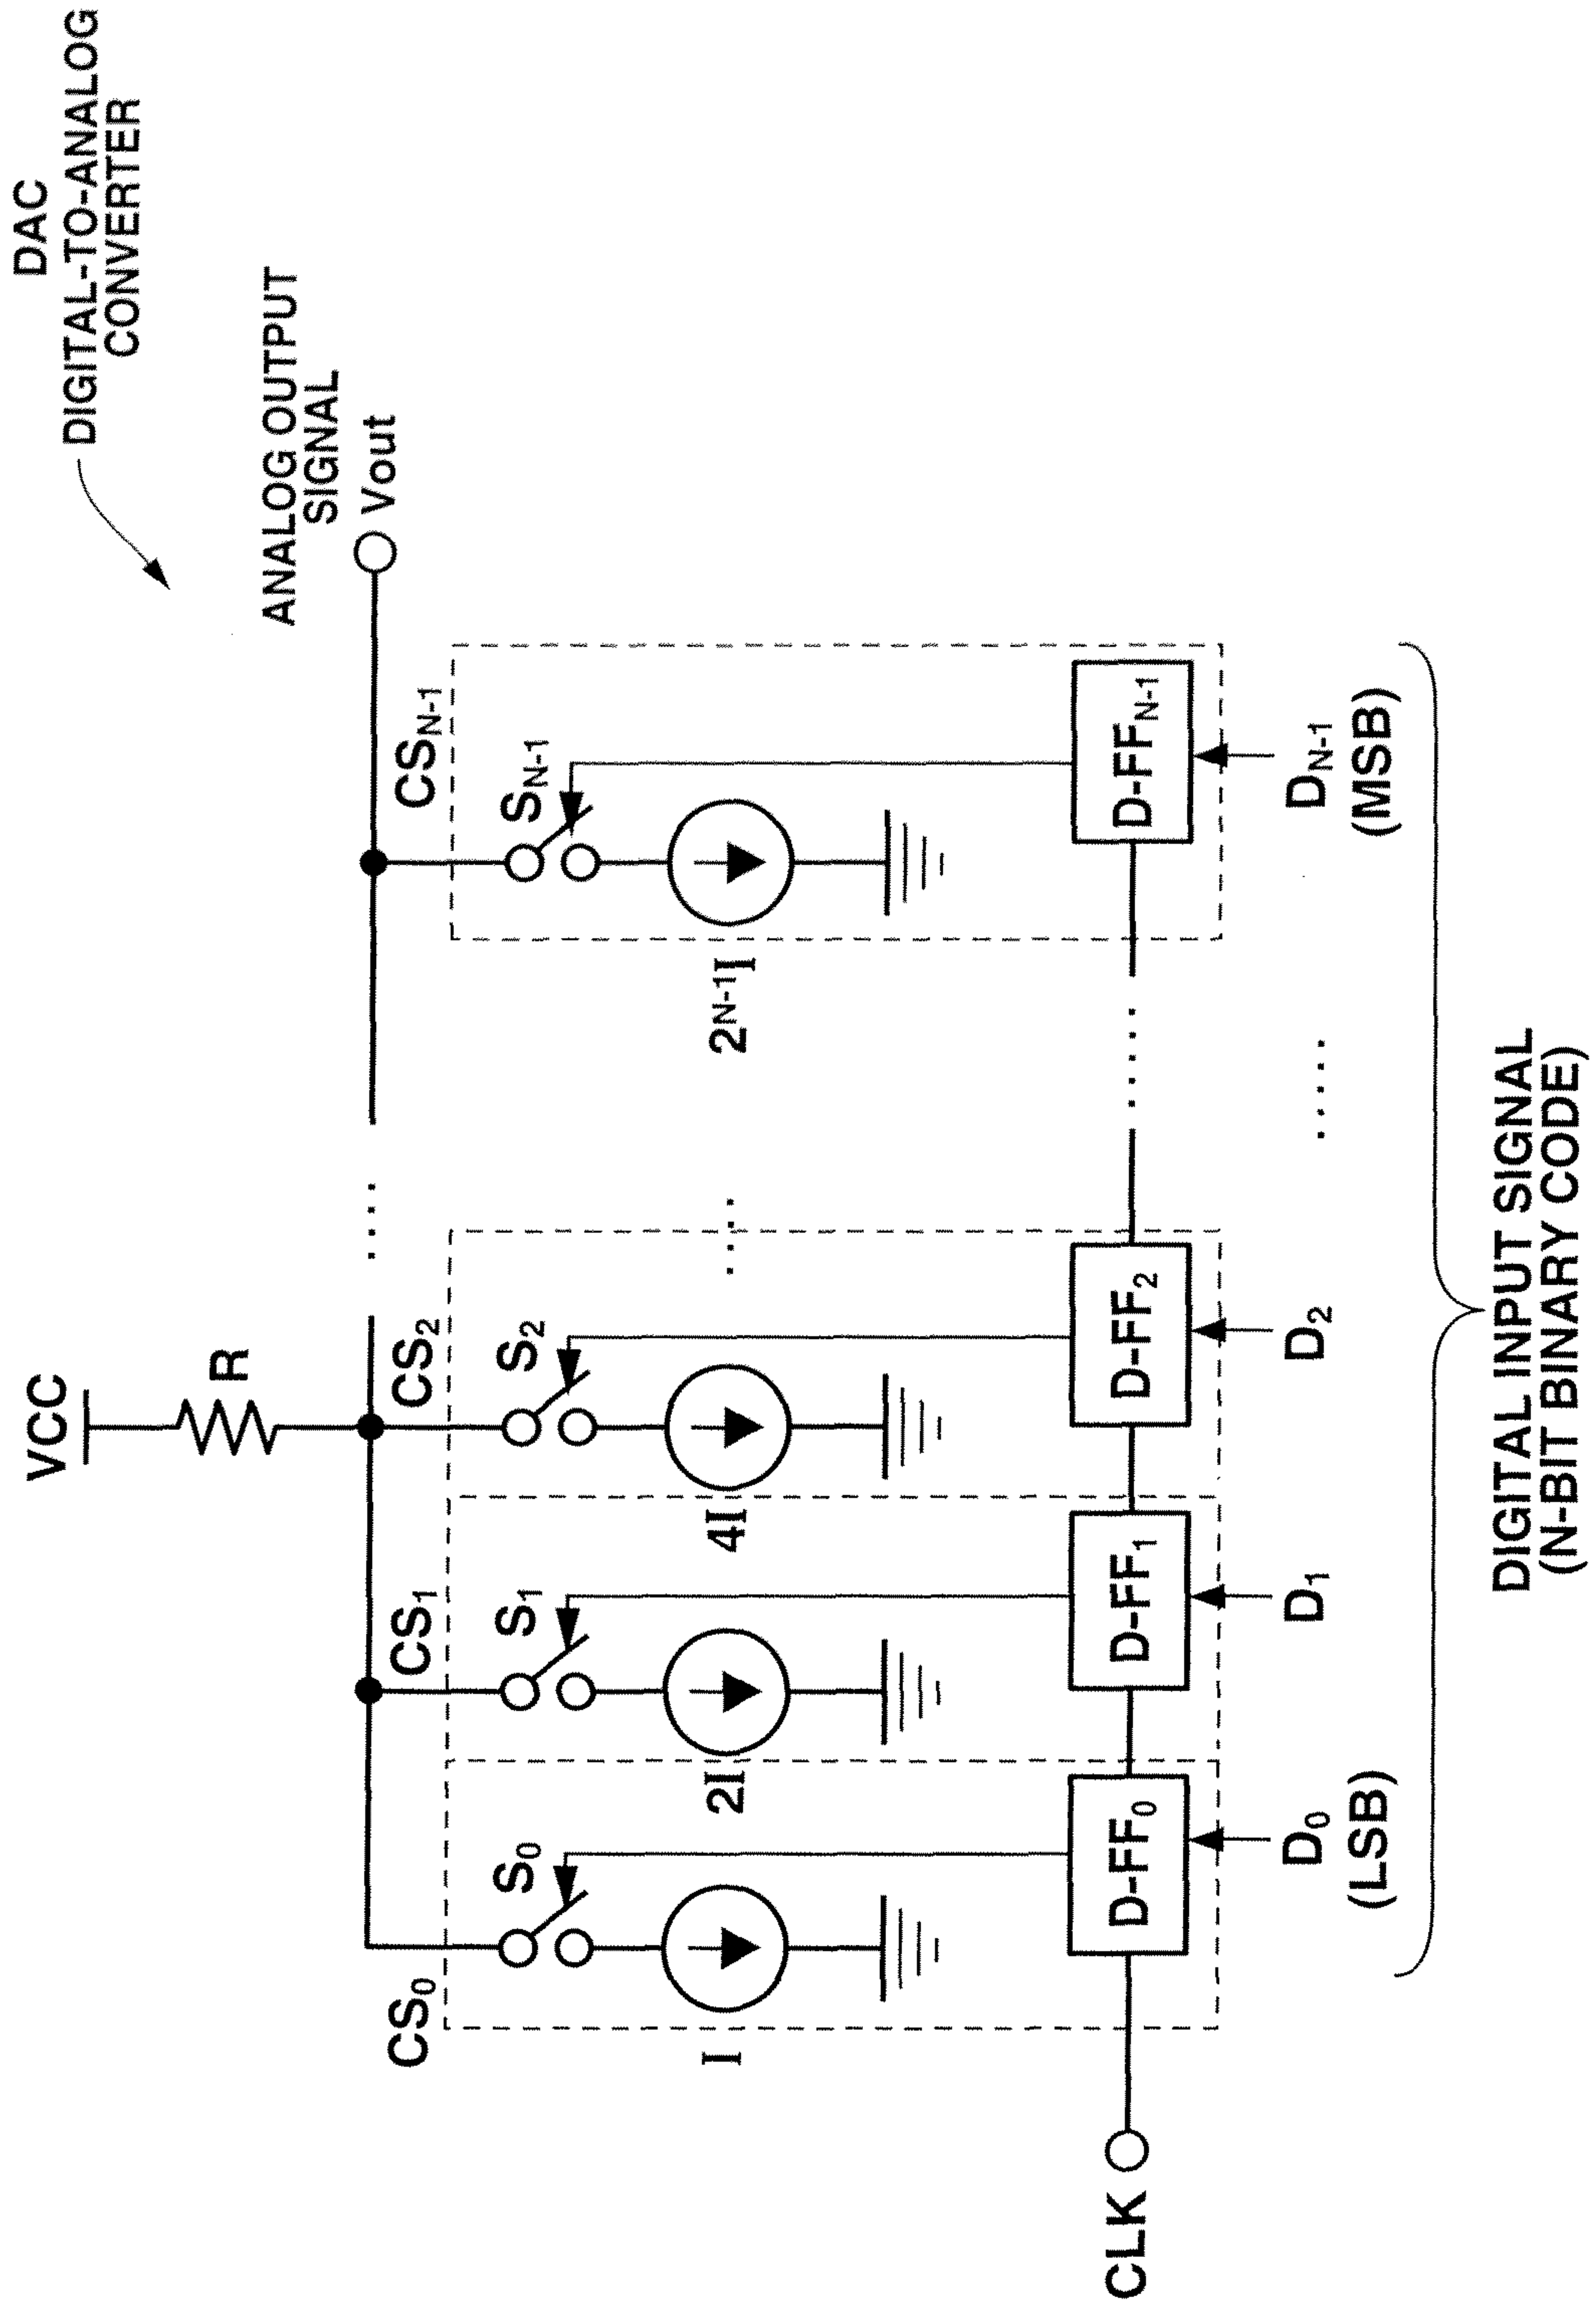 DAC
DIGITAL-TO-ANALOG
CONVERTER
ANALOG OUTPUT
SIGNAL
Vout
VCC
R
CS0
CS1
CS2
CSN-1
S0
S1
S2
SN-1
I
2I
4I
....
2^N-1 I
....
CLK
D-FF0
D-FF1
D-FF2
.....
D-FFN-1
D0
(LSB)
D1
D2
.....
DN-1
(MSB)
DIGITAL INPUT SIGNAL
(N-BIT BINARY CODE)